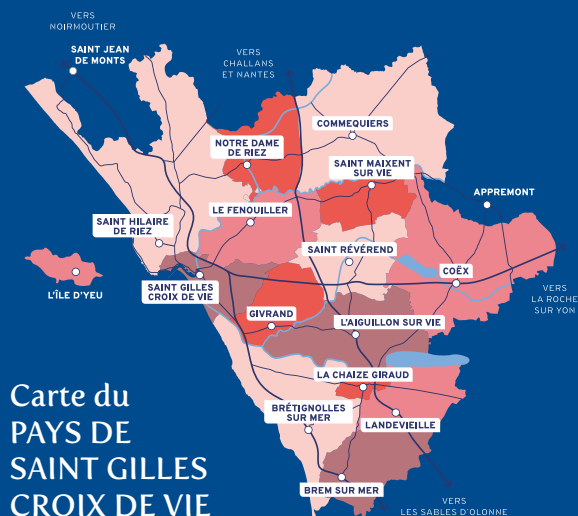 VERS
NOIRMOUTIER
SAINT JEAN
DE MONTS
VERS
CHALLANS
ET NANTES
COMMEQUIERS
NOTRE DAME
DE RIEZ
SAINT MAIXENT
SUR VIE
APPREMONT
LE FENOUILLER
SAINT HILAIRE
DE RIEZ
SAINT RÉVÉREND
COËX
L'ÎLE D'YEU
SAINT GILLES
CROIX DE VIE
VERS
LA ROCHE
SUR YON
GIVRAND
L'AIGUILLON SUR VIE
LA CHAIZE GIRAUD
BRÉTIGNOLLES
SUR MER
LANDEVIEILLE
BREM SUR MER
VERS
LES SABLES D'OLONNE
Carte du
PAYS DE
SAINT GILLES
CROIX DE VIE